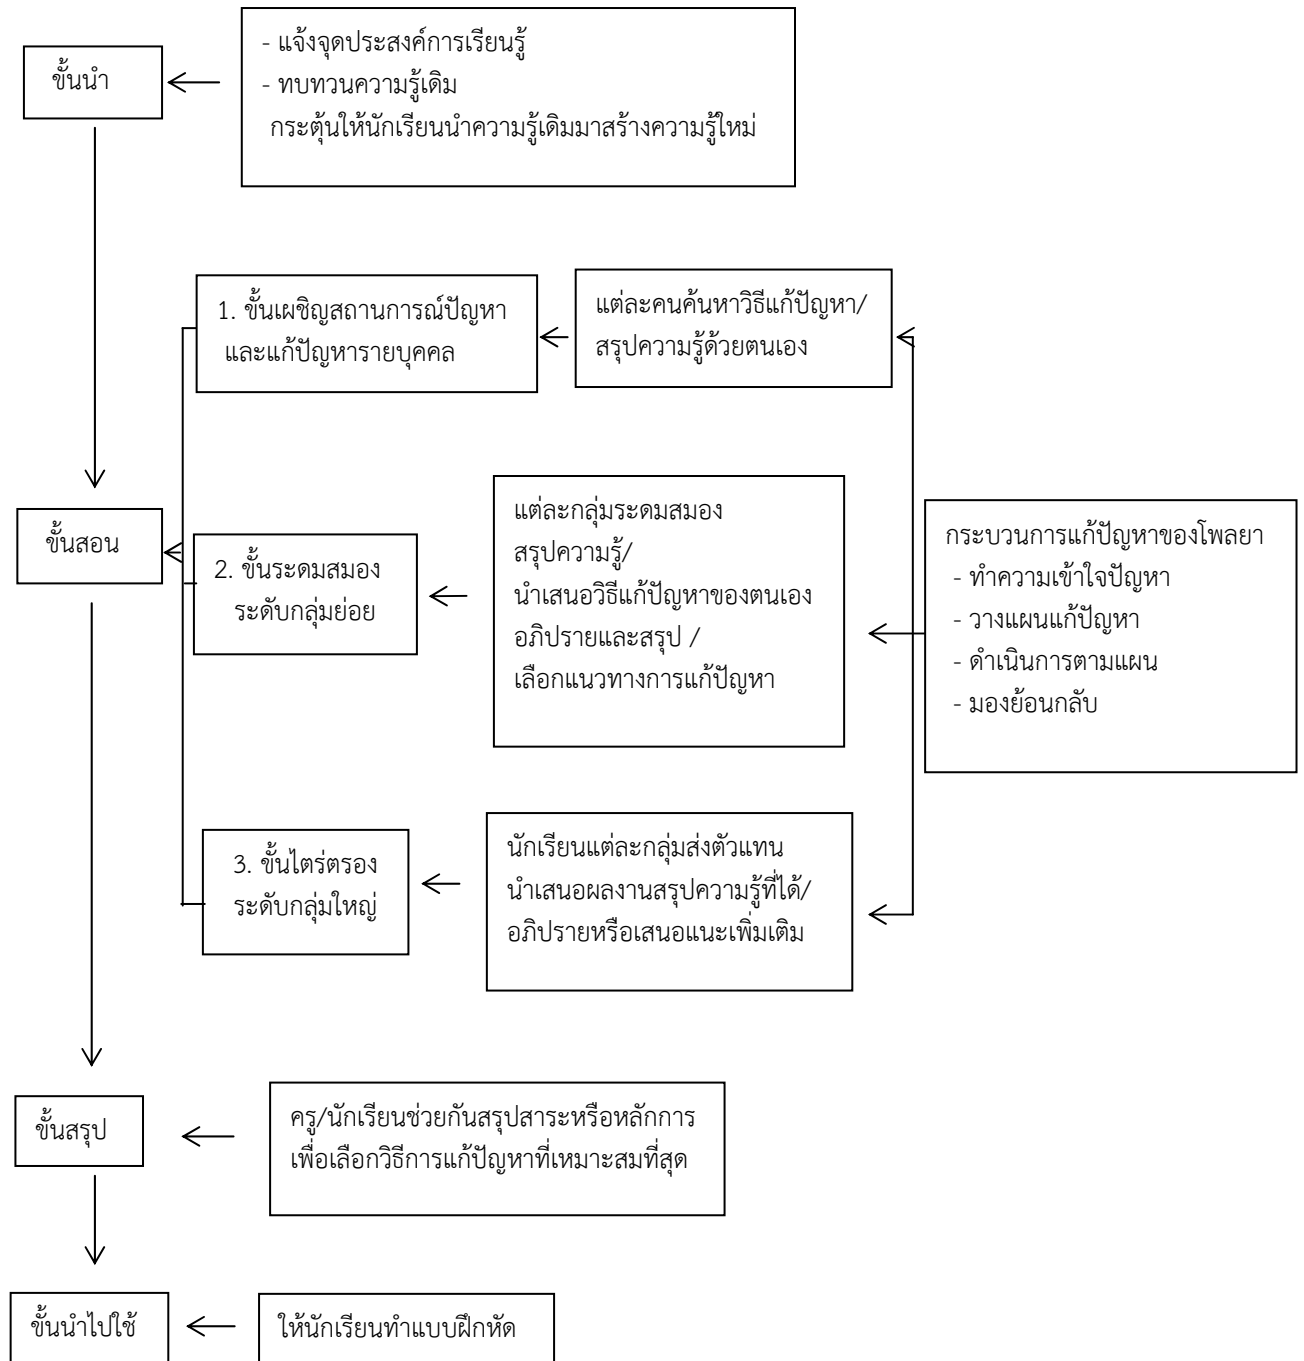 ขั้นนำ
- แจ้งจุดประสงค์การเรียนรู้
- ทบทวนความรู้เดิม
กระตุ้นให้นักเรียนนำความรู้เดิมมาสร้างความรู้ใหม่
1. ขั้นเผชิญสถานการณ์ปัญหา
และแก้ปัญหารายบุคคล
แต่ละคนค้นหาวิธีแก้ปัญหา/
สรุปความรู้ด้วยตนเอง
ขั้นสอน
2. ขั้นระดมสมอง
ระดับกลุ่มย่อย
แต่ละกลุ่มระดมสมอง
สรุปความรู้/
นำเสนอวิธีแก้ปัญหาของตนเอง
อภิปรายและสรุป /
เลือกแนวทางการแก้ปัญหา
กระบวนการแก้ปัญหาของโพลยา
- ทำความเข้าใจปัญหา
- วางแผนแก้ปัญหา
- ดำเนินการตามแผน
- มองย้อนกลับ
3. ขั้นไตร่ตรอง
ระดับกลุ่มใหญ่
นักเรียนแต่ละกลุ่มส่งตัวแทน
นำเสนอผลงานสรุปความรู้ที่ได้/
อภิปรายหรือเสนอแนะเพิ่มเติม
ขั้นสรุป
ครู/นักเรียนช่วยกันสรุปสาระหรือหลักการ
เพื่อเลือกวิธีการแก้ปัญหาที่เหมาะสมที่สุด
ขั้นนำไปใช้
ให้นักเรียนทำแบบฝึกหัด